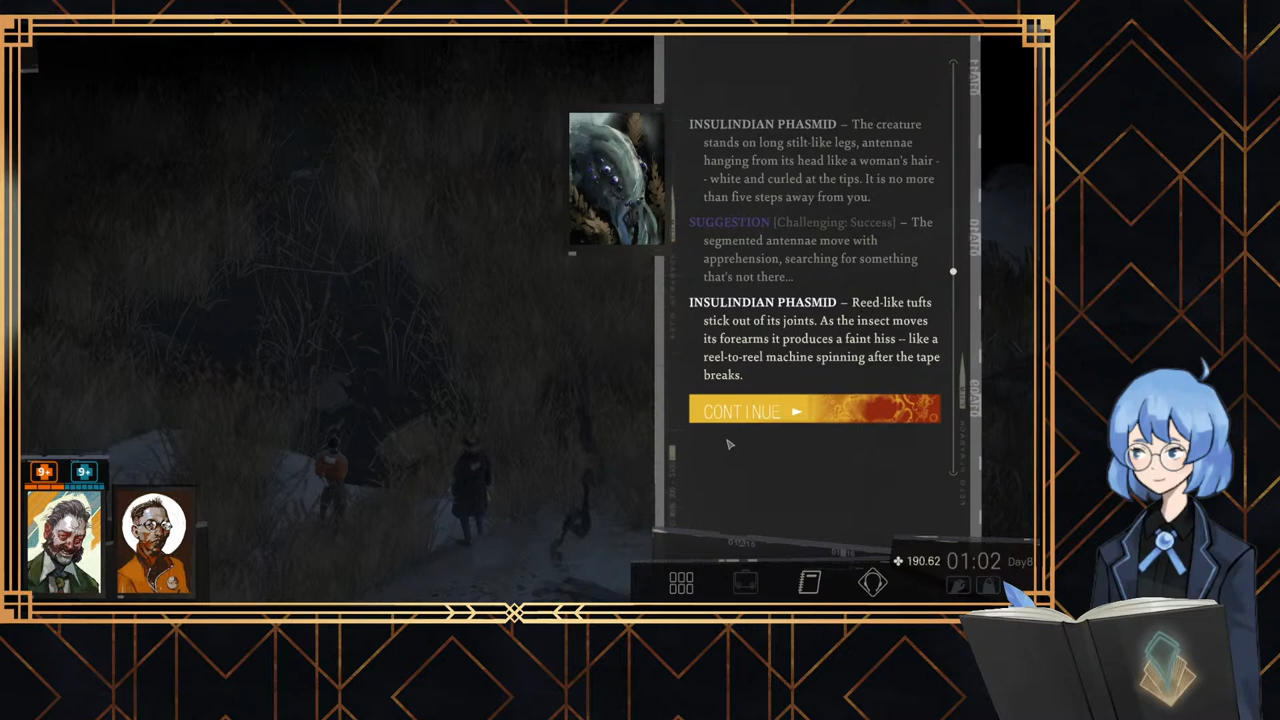 INSULINDIAN PHASMID – The creature
stands on long stilt-like legs, antennae
hanging from its head like a woman's hair -
- white and curled at the tips. It is no more
than five steps away from you.
SUGGESTION [Challenging: Success] – The
segmented antennae move with
apprehension, searching for something
that's not there...
INSULINDIAN PHASMID – Reed-like tufts
stick out of its joints. As the insect moves
its forearms it produces a faint hiss -- like a
reel-to-reel machine spinning after the tape
breaks.
CONTINUE
9+ 9+
190.62 01:02 Day8